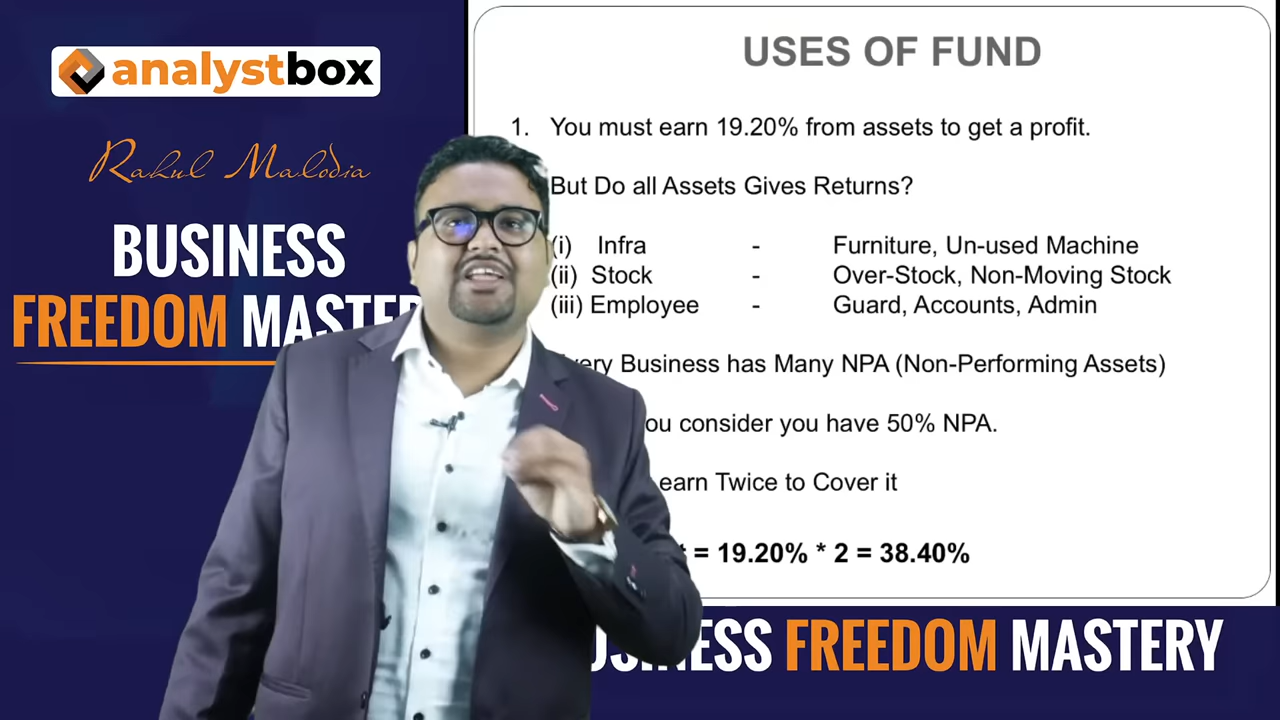 analystbox
Rahul Malodia
BUSINESS
FREEDOM
USES OF FUND
1. You must earn 19.20% from assets to get a profit.
But Do all Assets Gives Returns?
(i) Infra - Furniture, Un-used Machine
(ii) Stock - Over-Stock, Non-Moving Stock
(iii) Employee - Guard, Accounts, Admin
Business has Many NPA (Non-Performing Assets)
consider you have 50% NPA.
earn Twice to Cover it
= 19.20% * 2 = 38.40%
FREEDOM MASTERY